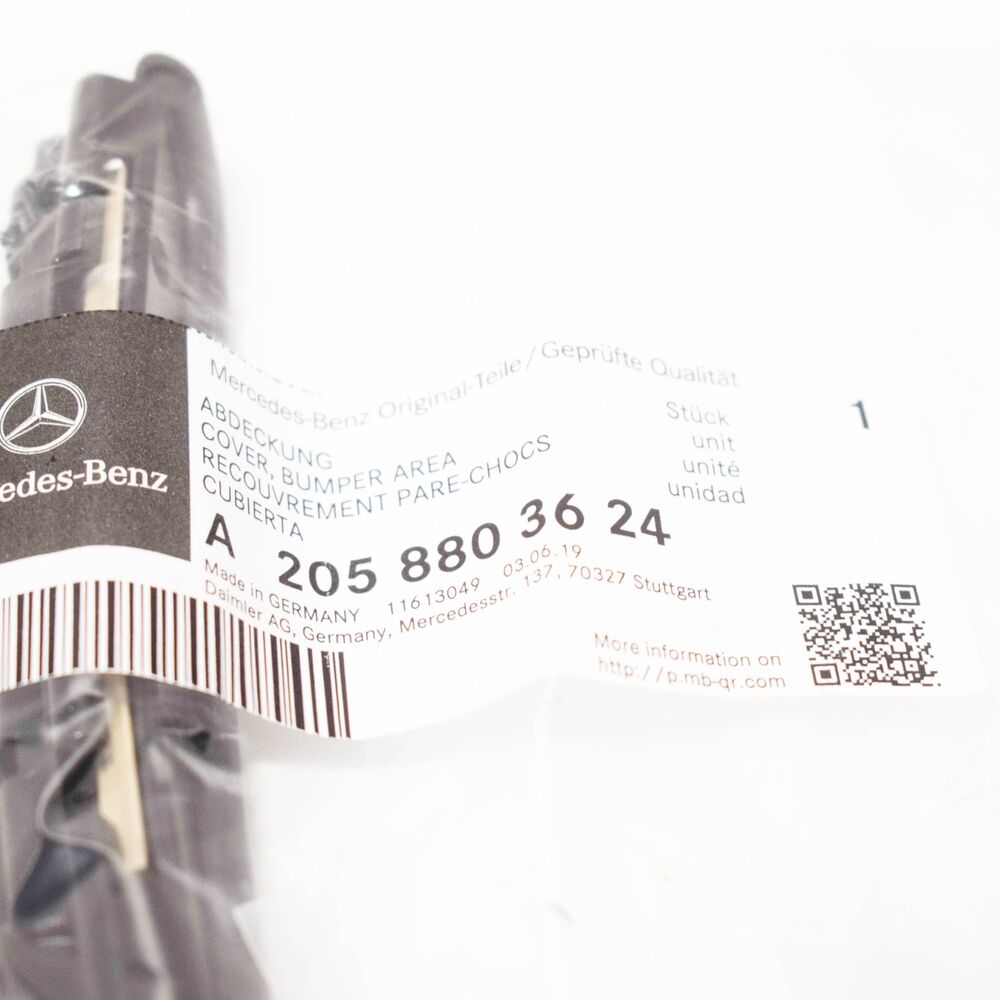 edes-Benz
Mercedes-Benz Original-Teile/Geprüfte Qualität
ABDECKUNG
COVER, BUMPER AREA
RECOUVREMENT PARE-CHOCS
CUBIERTA
Stück 1
unit
unité
unidad
A 205 880 36 24
Made in GERMANY 11613049 03.06.19
Daimler AG, Germany, Mercedesstr. 137, 70327 Stuttgart
More information on
http://p.mb-qr.com